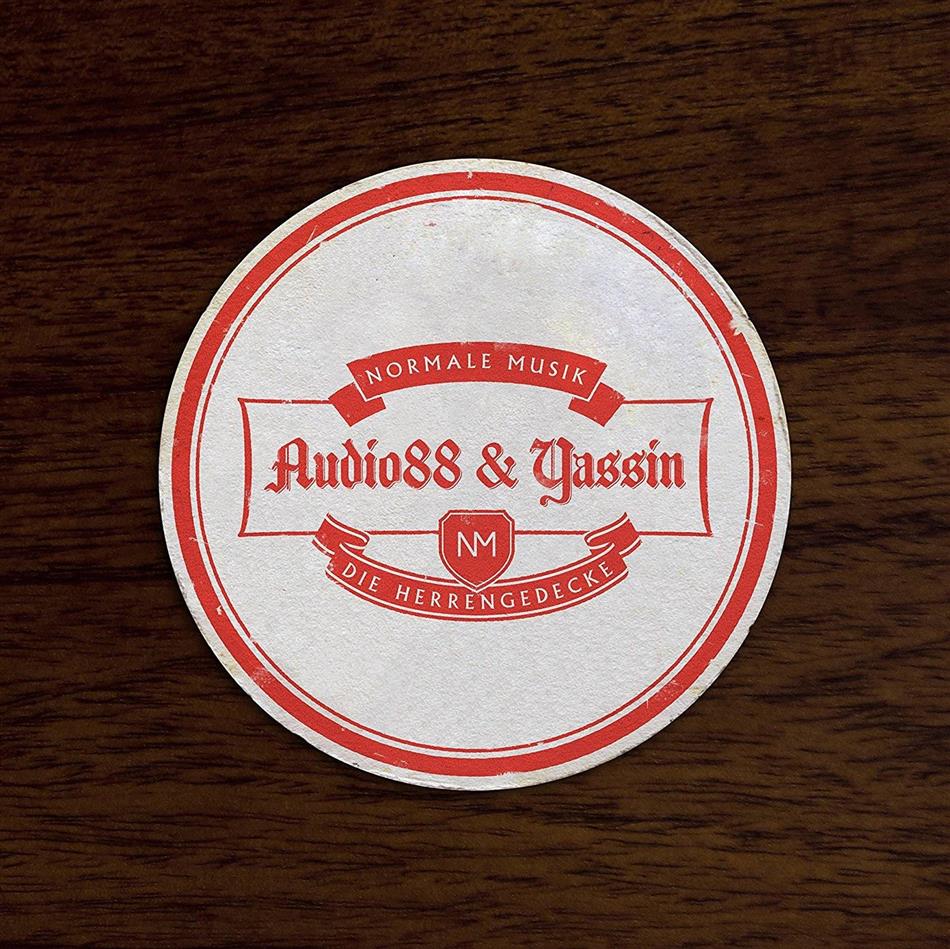 NORMALE MUSIK
Audio88 & Yassin
NM
DIE HERRENGEDECKE